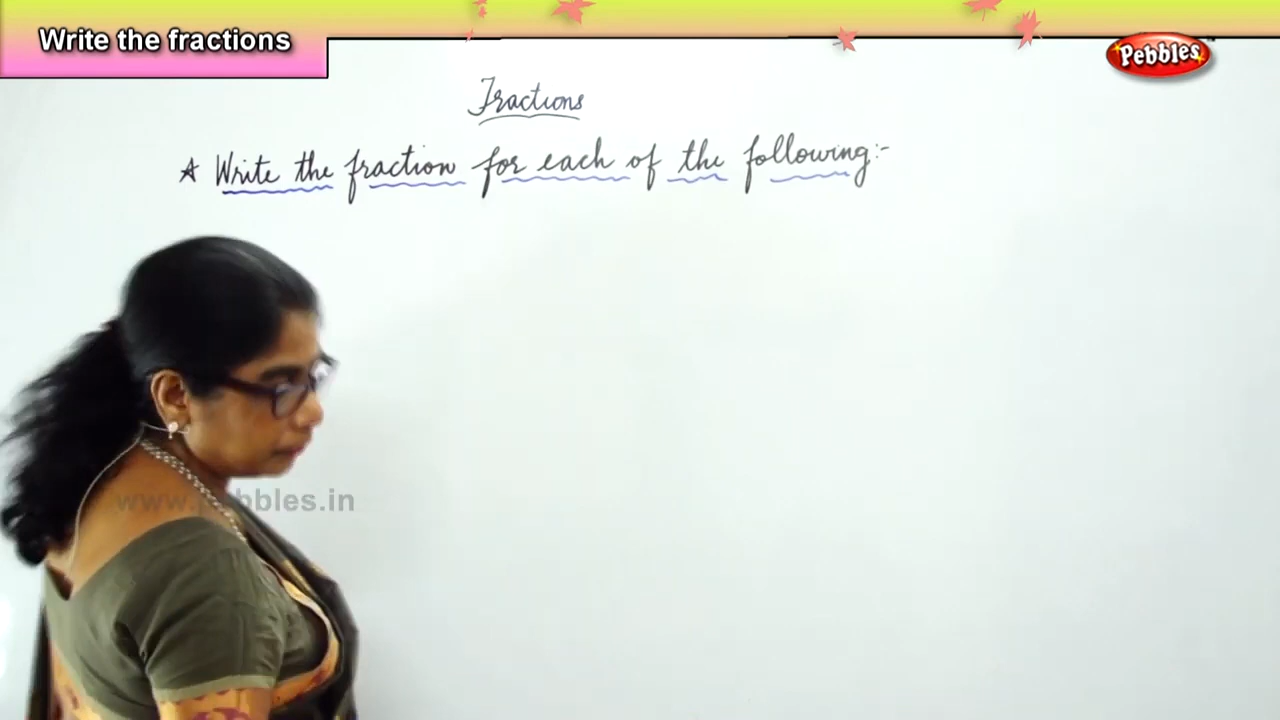 Write the fractions
Pebbles
Fractions
* Write the fraction for each of the following:-
www.pebbles.in